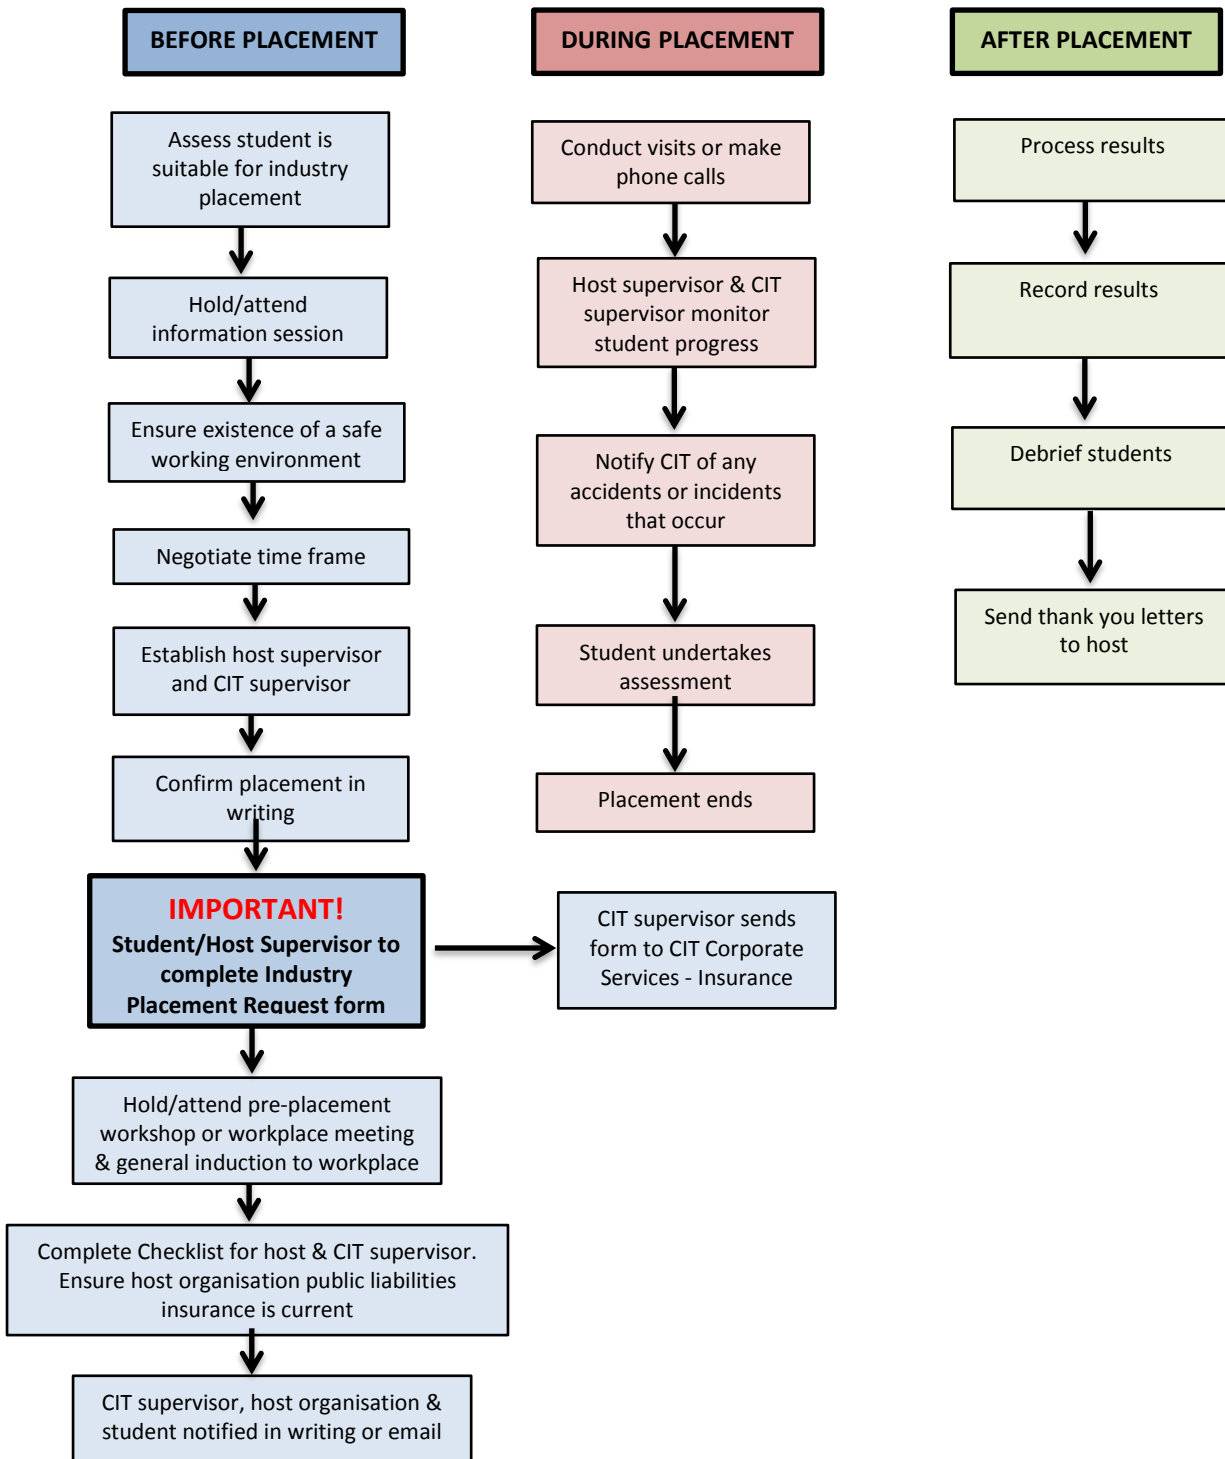 BEFORE PLACEMENT
Assess student is
suitable for industry
placement
Hold/attend
information session
Ensure existence of a safe
working environment
Negotiate time frame
Establish host supervisor
and CIT supervisor
Confirm placement in
writing
IMPORTANT!
Student/Host Supervisor to
complete Industry
Placement Request form
CIT supervisor sends
form to CIT Corporate
Services - Insurance
Hold/attend pre-placement
workshop or workplace meeting
& general induction to workplace
Complete Checklist for host & CIT supervisor.
Ensure host organisation public liabilities
insurance is current
CIT supervisor, host organisation &
student notified in writing or email
DURING PLACEMENT
Conduct visits or make
phone calls
Host supervisor & CIT
supervisor monitor
student progress
Notify CIT of any
accidents or incidents
that occur
Student undertakes
assessment
Placement ends
AFTER PLACEMENT
Process results
Record results
Debrief students
Send thank you letters
to host